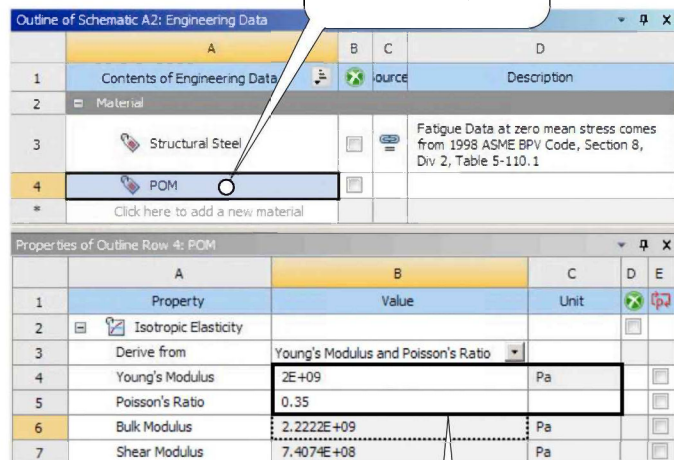 Outline of Schematic A2: Engineering Data
A B C D
1 Contents of Engineering Data ource Description
2 Material
3 Structural Steel Fatigue Data at zero mean stress comes
from 1998 ASME BPV Code, Section 8,
Div 2, Table 5-110.1
4 POM
* Click here to add a new material
Properties of Outline Row 4: POM
A B C D E
1 Property Value Unit
2 Isotropic Elasticity
3 Derive from Young's Modulus and Poisson's Ratio
4 Young's Modulus 2E+09 Pa
5 Poisson's Ratio 0.35
6 Bulk Modulus 2.2222E+09 Pa
7 Shear Modulus 7.4074E+08 Pa